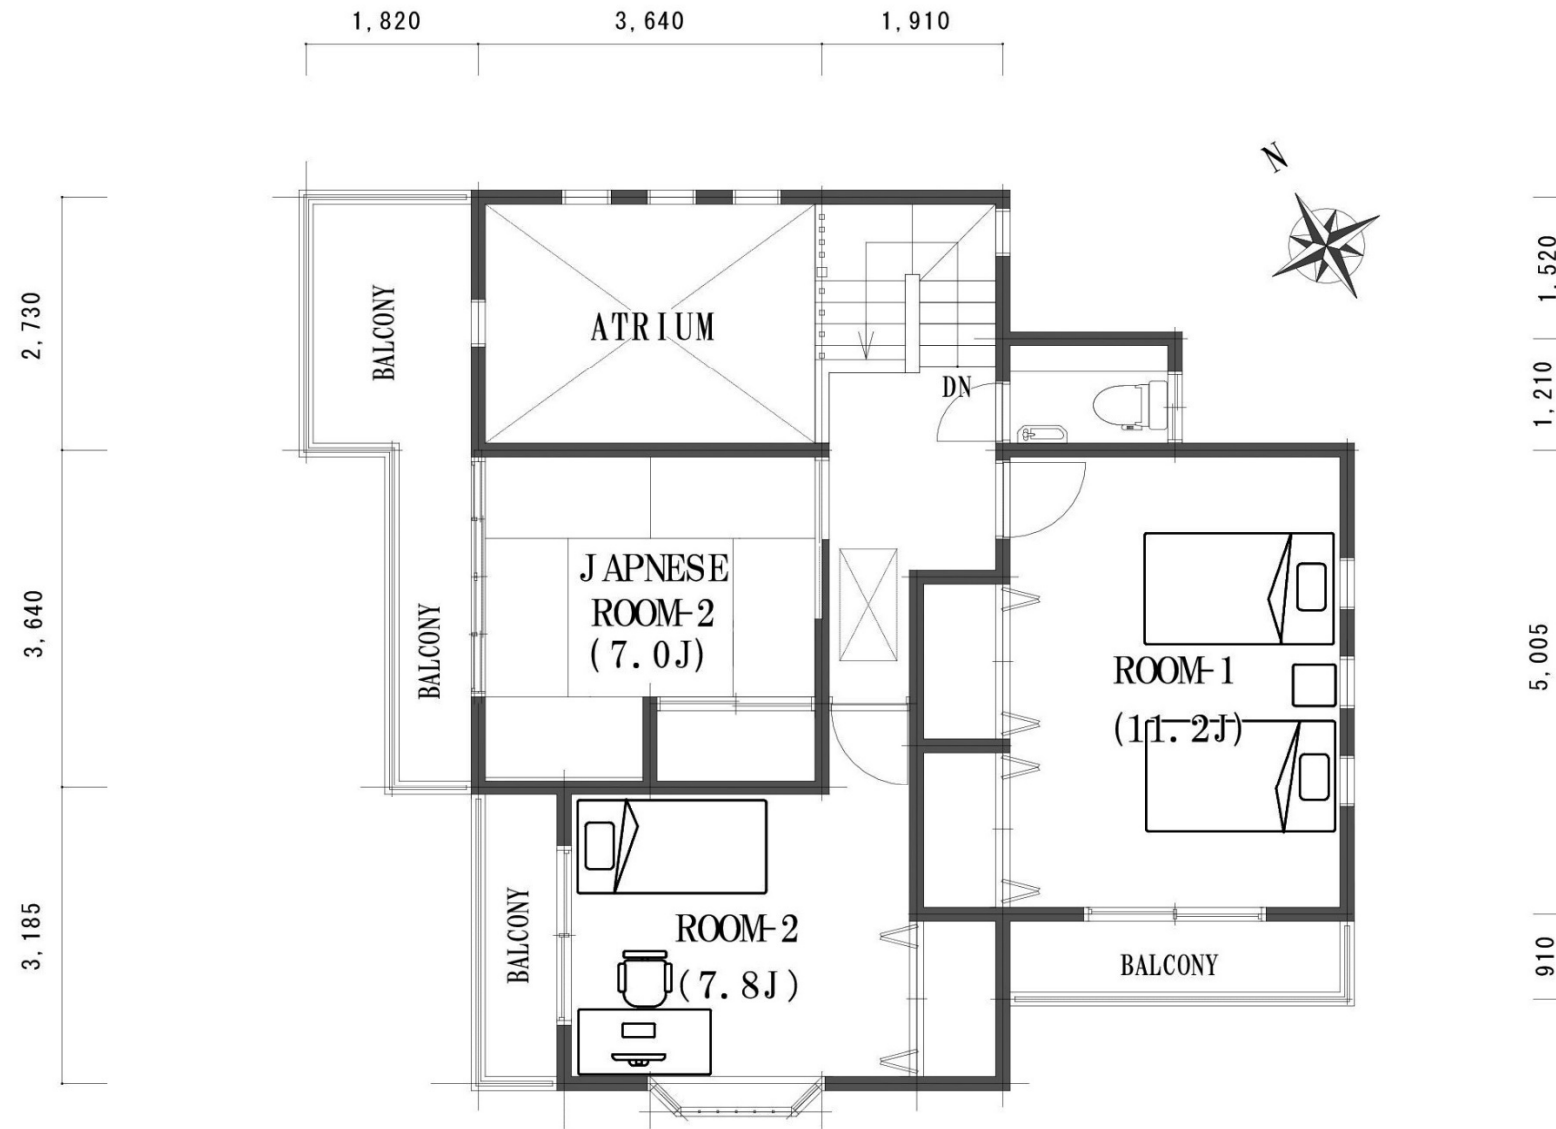 1,820
3,640
1,910
N
2,730
BALCONY
ATRIUM
1,520
DN
1,210
JAPNESE
ROOM-2
(7.0J)
3,640
BALCONY
ROOM-1
(11.2J)
5,005
3,185
BALCONY
ROOM-2
(7.8J)
BALCONY
910